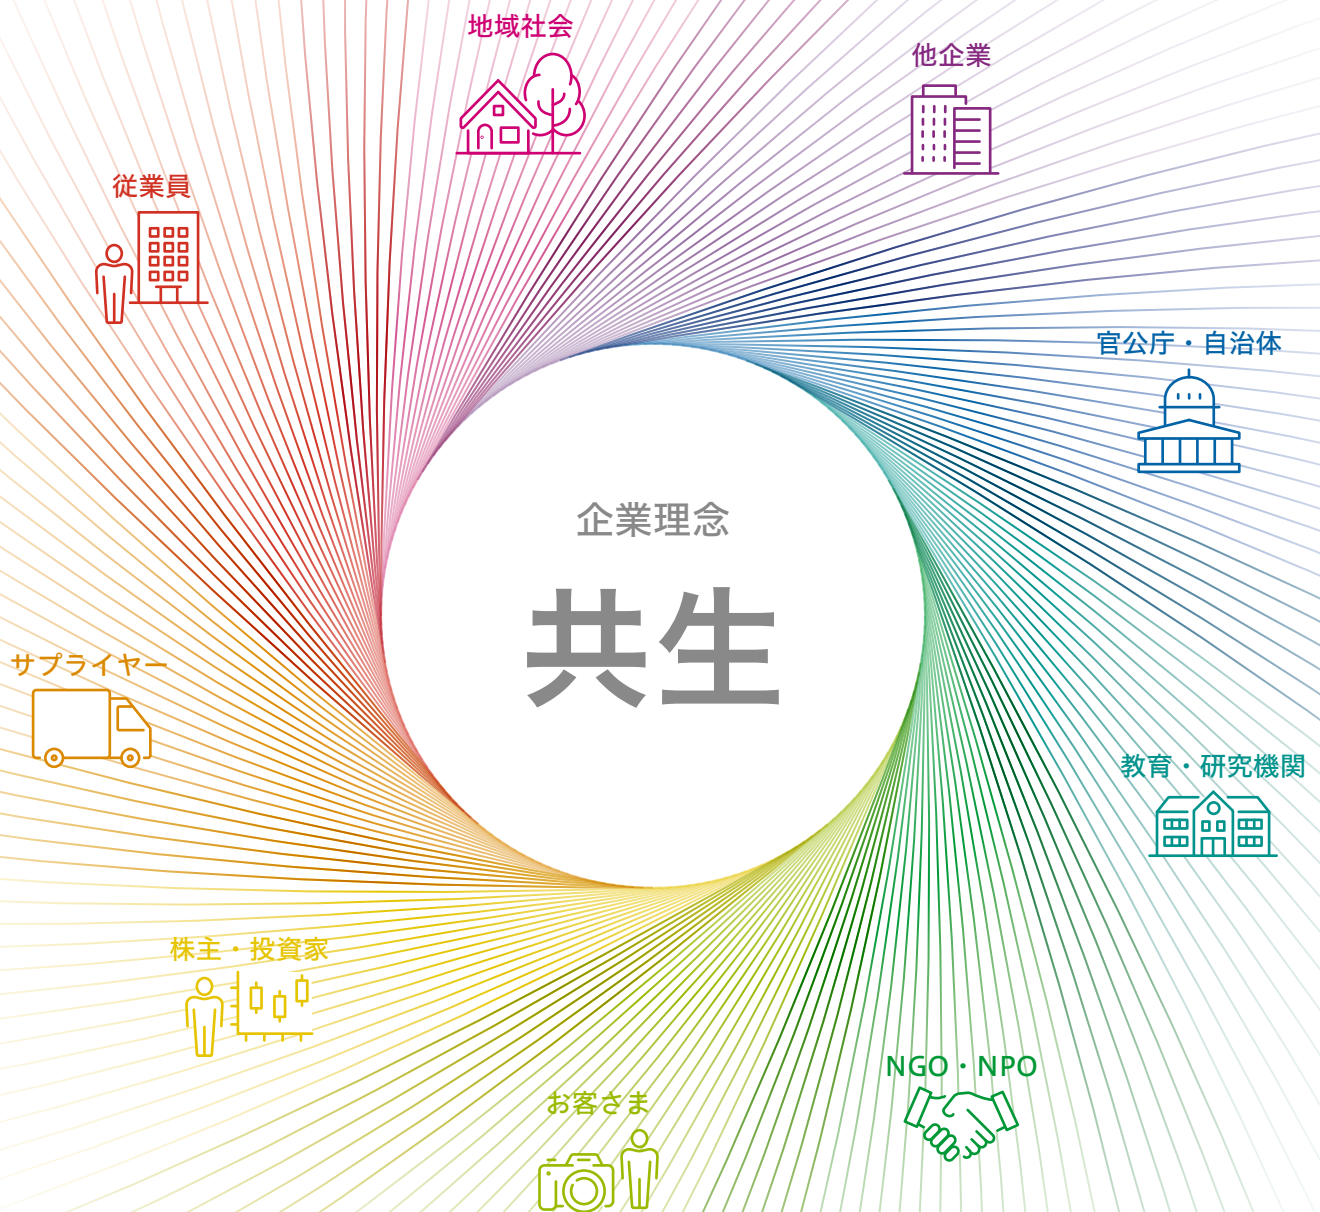 地域社会
他企業
従業員
官公庁・自治体
企業理念
共生
サプライヤー
教育・研究機関
株主・投資家
NGO・NPO
お客さま